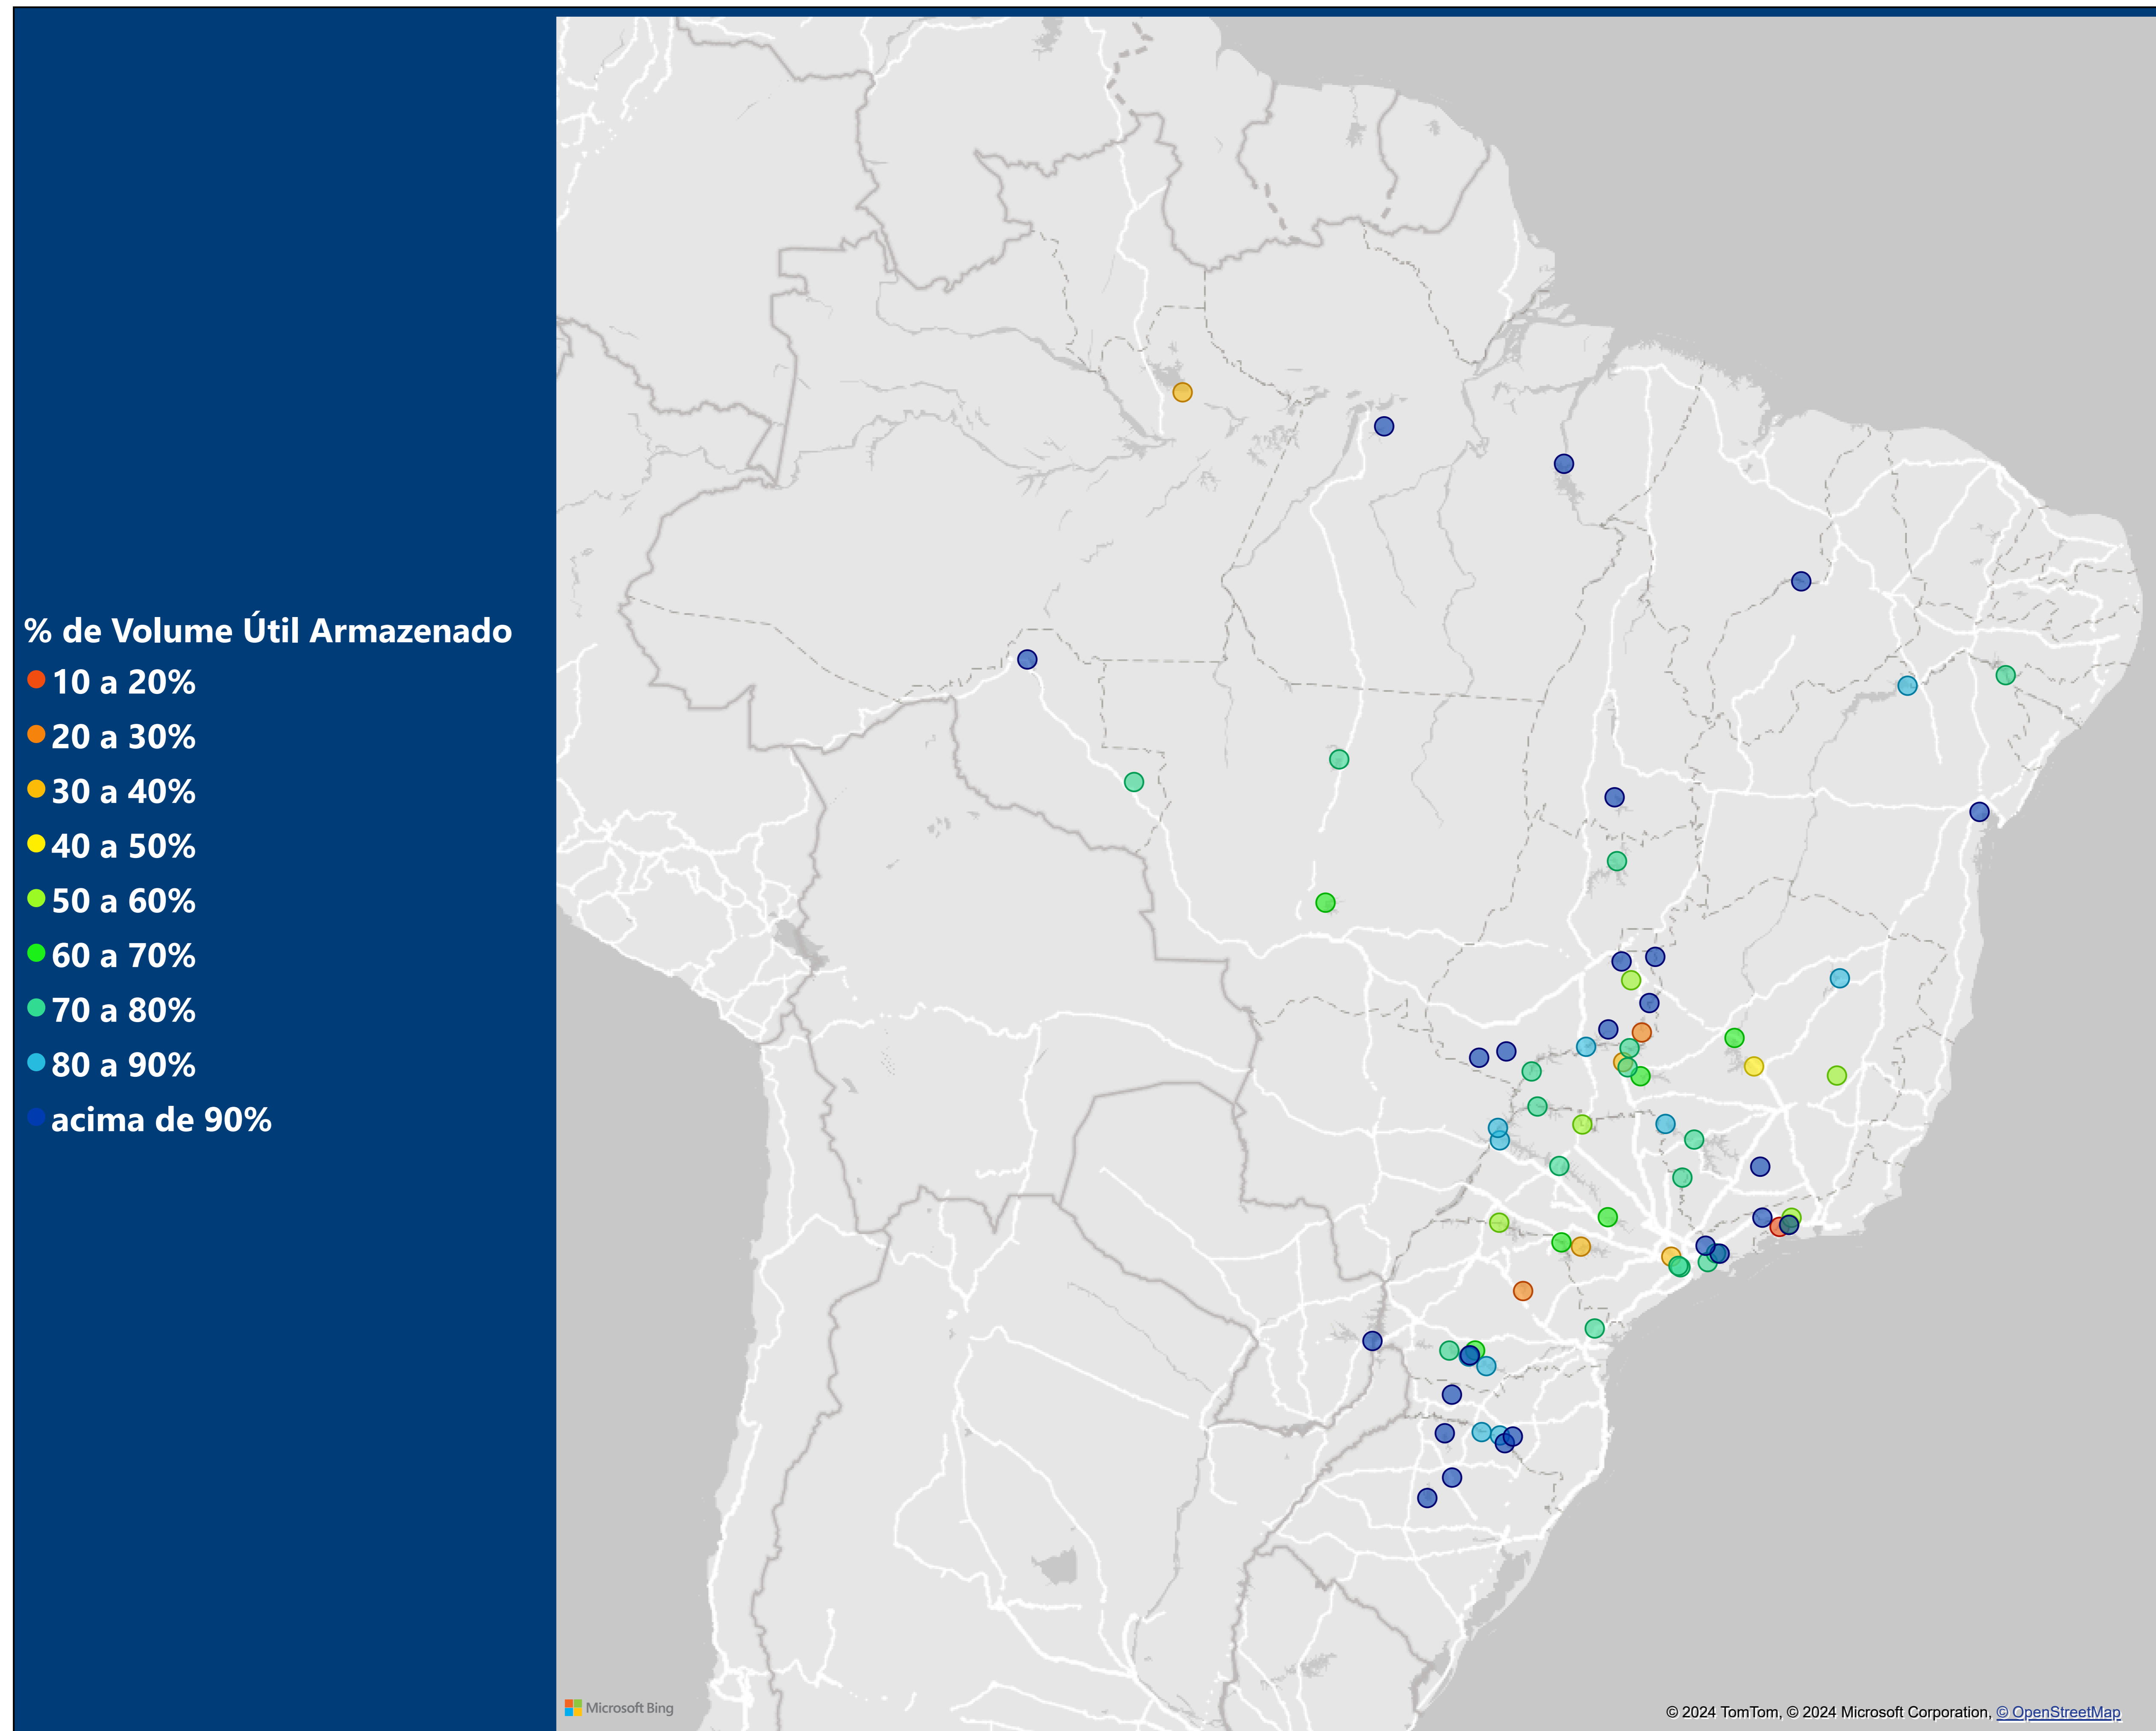 % de Volume Útil Armazenado
10 a 20%
20 a 30%
30 a 40%
40 a 50%
50 a 60%
60 a 70%
70 a 80%
80 a 90%
acima de 90%
Microsoft Bing
© 2024 TomTom, © 2024 Microsoft Corporation, © OpenStreetMap